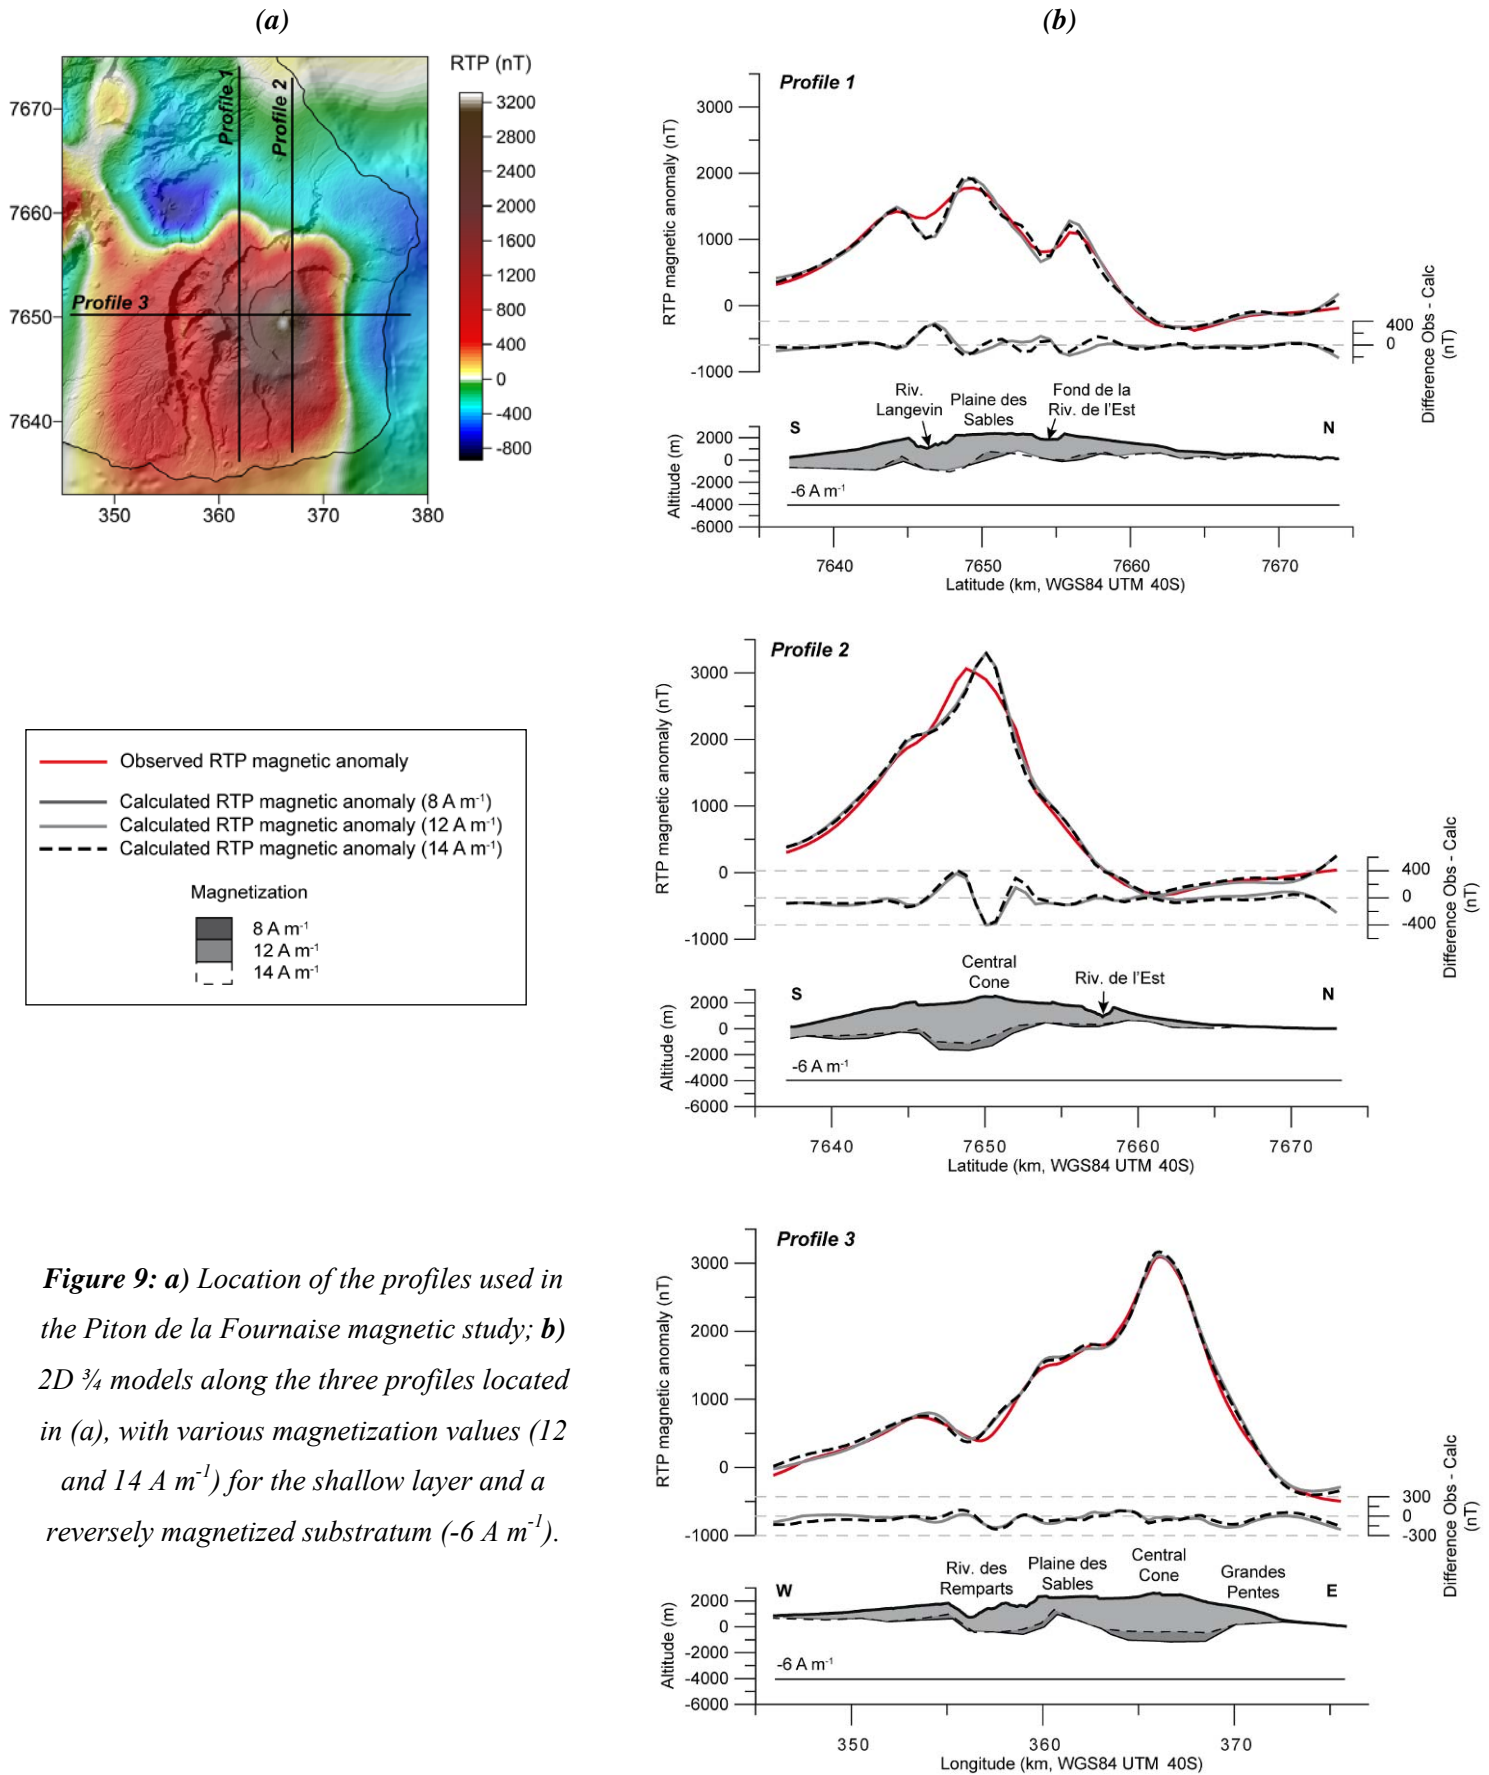 (a)
RTP (nT)
7670
7660
7650
7640
350
360
370
380
Profile 1
Profile 2
Profile 3
3200
2800
2400
2000
1600
1200
800
400
0
-400
-800
Observed RTP magnetic anomaly
Calculated RTP magnetic anomaly (8 A m-1)
Calculated RTP magnetic anomaly (12 A m-1)
Calculated RTP magnetic anomaly (14 A m-1)
Magnetization
8 A m-1
12 A m-1
14 A m-1
Figure 9: a) Location of the profiles used in
the Piton de la Fournaise magnetic study; b)
2D ¾ models along the three profiles located
in (a), with various magnetization values (12
and 14 A m-1) for the shallow layer and a
reversely magnetized substratum (-6 A m-1).
(b)
Profile 1
RTP magnetic anomaly (nT)
3000
2000
1000
0
-1000
400
0
Difference Obs - Calc
(nT)
Riv.
Langevin
Plaine des
Sables
Fond de la
Riv. de l'Est
S
N
Altitude (m)
2000
0
-2000
-4000
-6000
-6 A m-1
7640
7650
7660
7670
Latitude (km, WGS84 UTM 40S)
Profile 2
RTP magnetic anomaly (nT)
3000
2000
1000
0
-1000
400
0
-400
Difference Obs - Calc
(nT)
Central
Cone
Riv. de l'Est
S
N
Altitude (m)
2000
0
-2000
-4000
-6000
-6 A m-1
7640
7650
7660
7670
Latitude (km, WGS84 UTM 40S)
Profile 3
RTP magnetic anomaly (nT)
3000
2000
1000
0
-1000
300
0
-300
Difference Obs - Calc
(nT)
Riv. des
Remparts
Plaine des
Sables
Central
Cone
Grandes
Pentes
W
E
Altitude (m)
2000
0
-2000
-4000
-6000
-6 A m-1
350
360
370
Longitude (km, WGS84 UTM 40S)